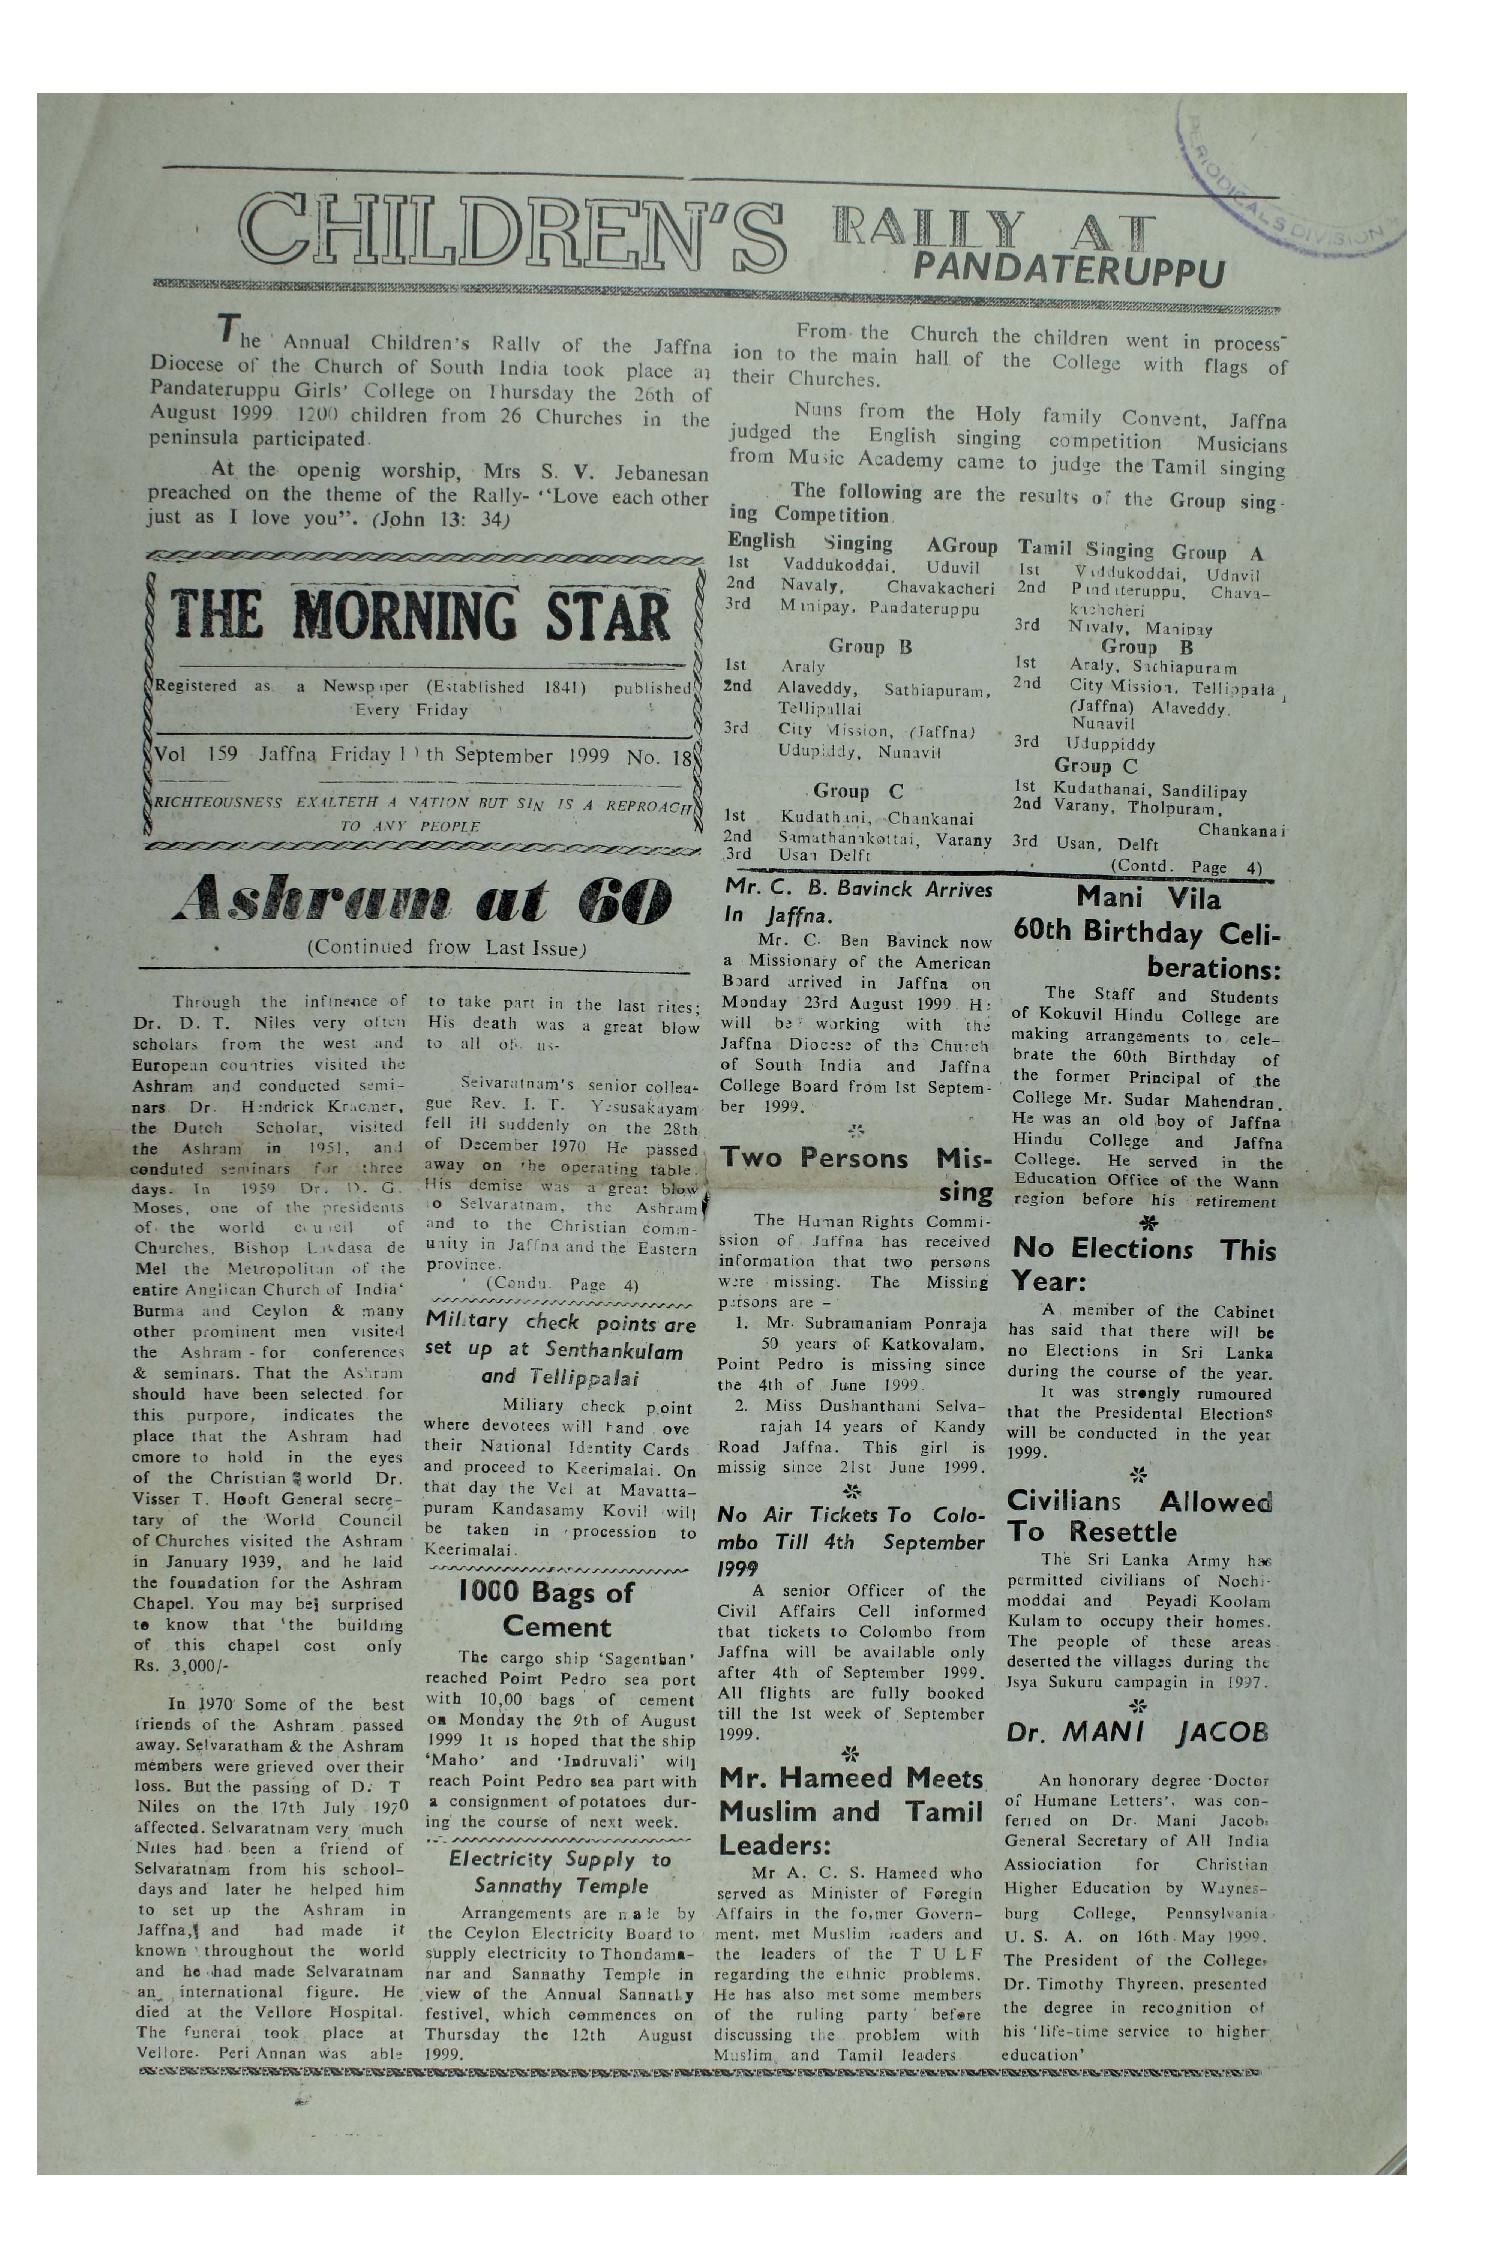 PERIODICALS DIVISION
CHILDREN'S RALLY AT
PANDATERUPPU
The Annual Children's Rally of the Jaffna
Diocese of the Church of South India took place at
Pandateruppu Girls' College on Thursday the 26th of
August 1999. 1200 children from 26 Churches in the
peninsula participated.
At the openig worship, Mrs S. V. Jebanesan
preached on the theme of the Rally- "Love each other
just as I love you". (John 13: 34)
From the Church the children went in process-
ion to the main hall of the College with flags of
their Churches.
Nuns from the Holy family Convent, Jaffna
judged the English singing competition Musicians
from Music Academy came to judge the Tamil singing
The following are the results of the Group sing-
ing Competition.
English Singing AGroup
1st Vaddukoddai, Uduvil
2nd Navaly, Chavakacheri
3rd Manipay, Pandateruppu
Group B
1st Araly
2nd Alaveddy, Sathiapuram,
Tellipallai
3rd City Mission, (Jaffna)
Udupiddy, Nunavil
Group C
1st Kudathani, Chankanai
2nd Samathanikottai, Varany
3rd Usan Delft
Tamil Singing Group A
1st Vaddukoddai, Uduvil
2nd Pandateruppu, Chava-
kachcheri
3rd Navaly, Manipay
Group B
1st Araly, Sathiapuram
2nd City Mission, Tellippala,
(Jaffna) Alaveddy.
Nunavil
3rd Uduppiddy
Group C
1st Kudathanai, Sandilipay
2nd Varany, Tholpuram,
Chankanai
3rd Usan, Delft
(Contd. Page 4)
THE MORNING STAR
Registered as a Newspaper (Established 1841) published
Every Friday
Vol 159 Jaffna Friday th September 1999 No. 18
RICHTEOUSNESS EXALTETH A NATION BUT SIN IS A REPROACH
TO ANY PEOPLE
Ashram at 60
(Continued frow Last Issue)
Through the infinence of
Dr. D. T. Niles very often
scholars from the west and
European countries visited the
Ashram and conducted semi-
nars Dr. Hendrick Kraemer,
the Dutch Scholar, visited
the Ashram in 1951, and
conduted seminars for three
days. In 1959 Dr. D. G.
Moses, one of the presidents
of the world council of
Churches, Bishop Lakdasa de
Mel the Metropolitan of the
entire Anglican Church of India'
Burma and Ceylon & many
other prominent men visited
the Ashram - for conferences
& seminars. That the Ashram
should have been selected for
this purpore, indicates the
place that the Ashram had
cmore to hold in the eyes
of the Christian world Dr.
Visser T. Hooft General secre-
tary of the World Council
of Churches visited the Ashram
in January 1939, and he laid
the foundation for the Ashram
Chapel. You may be surprised
to know that 'the building
of this chapel cost only
Rs. 3,000/-
In 1970 Some of the best
friends of the Ashram passed
away. Selvaratham & the Ashram
members were grieved over their
loss. But the passing of D. T
Niles on the 17th July 1970
affected. Selvaratnam very much
Niles had been a friend of
Selvaratnam from his school-
days and later he helped him
to set up the Ashram in
Jaffna, and had made it
known throughout the world
and he had made Selvaratnam
an international figure. He
died at the Vellore Hospital.
The funerai took place at
Vellore. Peri Annan was able
to take part in the last rites;
His death was a great blow
to all of us-
Seivaratnam's senior collea-
gue Rev. I. T. Yesusakayam
fell ill suddenly on the 28th
of December 1970 He passed
away on the operating table.
His demise was a great blow
to Selvaratnam, the Ashram
and to the Christian comm-
unity in Jaffna and the Eastern
province.
(Condu. Page 4)
Military check points are
set up at Senthankulam
and Tellippalai
Miliary check point
where devotees will hand ove
their National Identity Cards
and proceed to Keerimalai. On
that day the Vel at Mavatta-
puram Kandasamy Kovil will
be taken in procession to
Keerimalai.
1000 Bags of
Cement
The cargo ship 'Sagenthan'
reached Point Pedro sea port
with 10,00 bags of cement
on Monday the 9th of August
1999 It is hoped that the ship
'Maho' and 'Indruvali' will
reach Point Pedro sea part with
a consignment of potatoes dur-
ing the course of next week.
Electricity Supply to
Sannathy Temple
Arrangements are made by
the Ceylon Electricity Board to
supply electricity to Thondama-
nar and Sannathy Temple in
view of the Annual Sannathy
festivel, which commences on
Thursday the 12th August
1999.
Mr. C. B. Bavinck Arrives
In Jaffna.
Mr. C. Ben Bavinck now
a Missionary of the American
Board arrived in Jaffna on
Monday 23rd August 1999. He
will be working with the
Jaffna Diocese of the Church
of South India and Jaffna
College Board from 1st Septem-
ber 1999.
Two Persons Mis-
sing
The Human Rights Commi-
ssion of Jaffna has received
information that two persons
were missing. The Missing
persons are -
1. Mr. Subramaniam Ponraja
50 years of Katkovalam,
Point Pedro is missing since
the 4th of June 1999.
2. Miss Dushanthani Selva-
rajah 14 years of Kandy
Road Jaffna. This girl is
missig since 21st June 1999.
No Air Tickets To Colo-
mbo Till 4th September
1999
A senior Officer of the
Civil Affairs Cell informed
that tickets to Colombo from
Jaffna will be available only
after 4th of September 1999.
All flights are fully booked
till the 1st week of September
1999.
Mr. Hameed Meets
Muslim and Tamil
Leaders:
Mr A. C. S. Hameed who
served as Minister of Foregin
Affairs in the former Govern-
ment, met Muslim leaders and
the leaders of the T U L F
regarding the ethnic problems.
He has also met some members
of the ruling party before
discussing the problem with
Muslim and Tamil leaders
Mani Vila
60th Birthday Celi-
berations:
The Staff and Students
of Kokuvil Hindu College are
making arrangements to cele-
brate the 60th Birthday of
the former Principal of the
College Mr. Sudar Mahendran.
He was an old boy of Jaffna
Hindu College and Jaffna
College. He served in the
Education Office of the Wann
region before his retirement
No Elections This
Year:
A member of the Cabinet
has said that there will be
no Elections in Sri Lanka
during the course of the year.
It was strongly rumoured
that the Presidental Elections
will be conducted in the year
1999.
Civilians Allowed
To Resettle
The Sri Lanka Army has
permitted civilians of Nochi-
moddai and Peyadi Koolam
Kulam to occupy their homes.
The people of these areas
deserted the villages during the
Jsya Sukuru campagin in 1997.
Dr. MANI JACOB
An honorary degree 'Doctor
of Humane Letters', was con-
ferred on Dr. Mani Jacob:
General Secretary of All India
Assiociation for Christian
Higher Education by Waynes-
burg College, Pennsylvania
U. S. A. on 16th May 1999.
The President of the College,
Dr. Timothy Thyreen, presented
the degree in recognition of
his 'life-time service to higher
education'